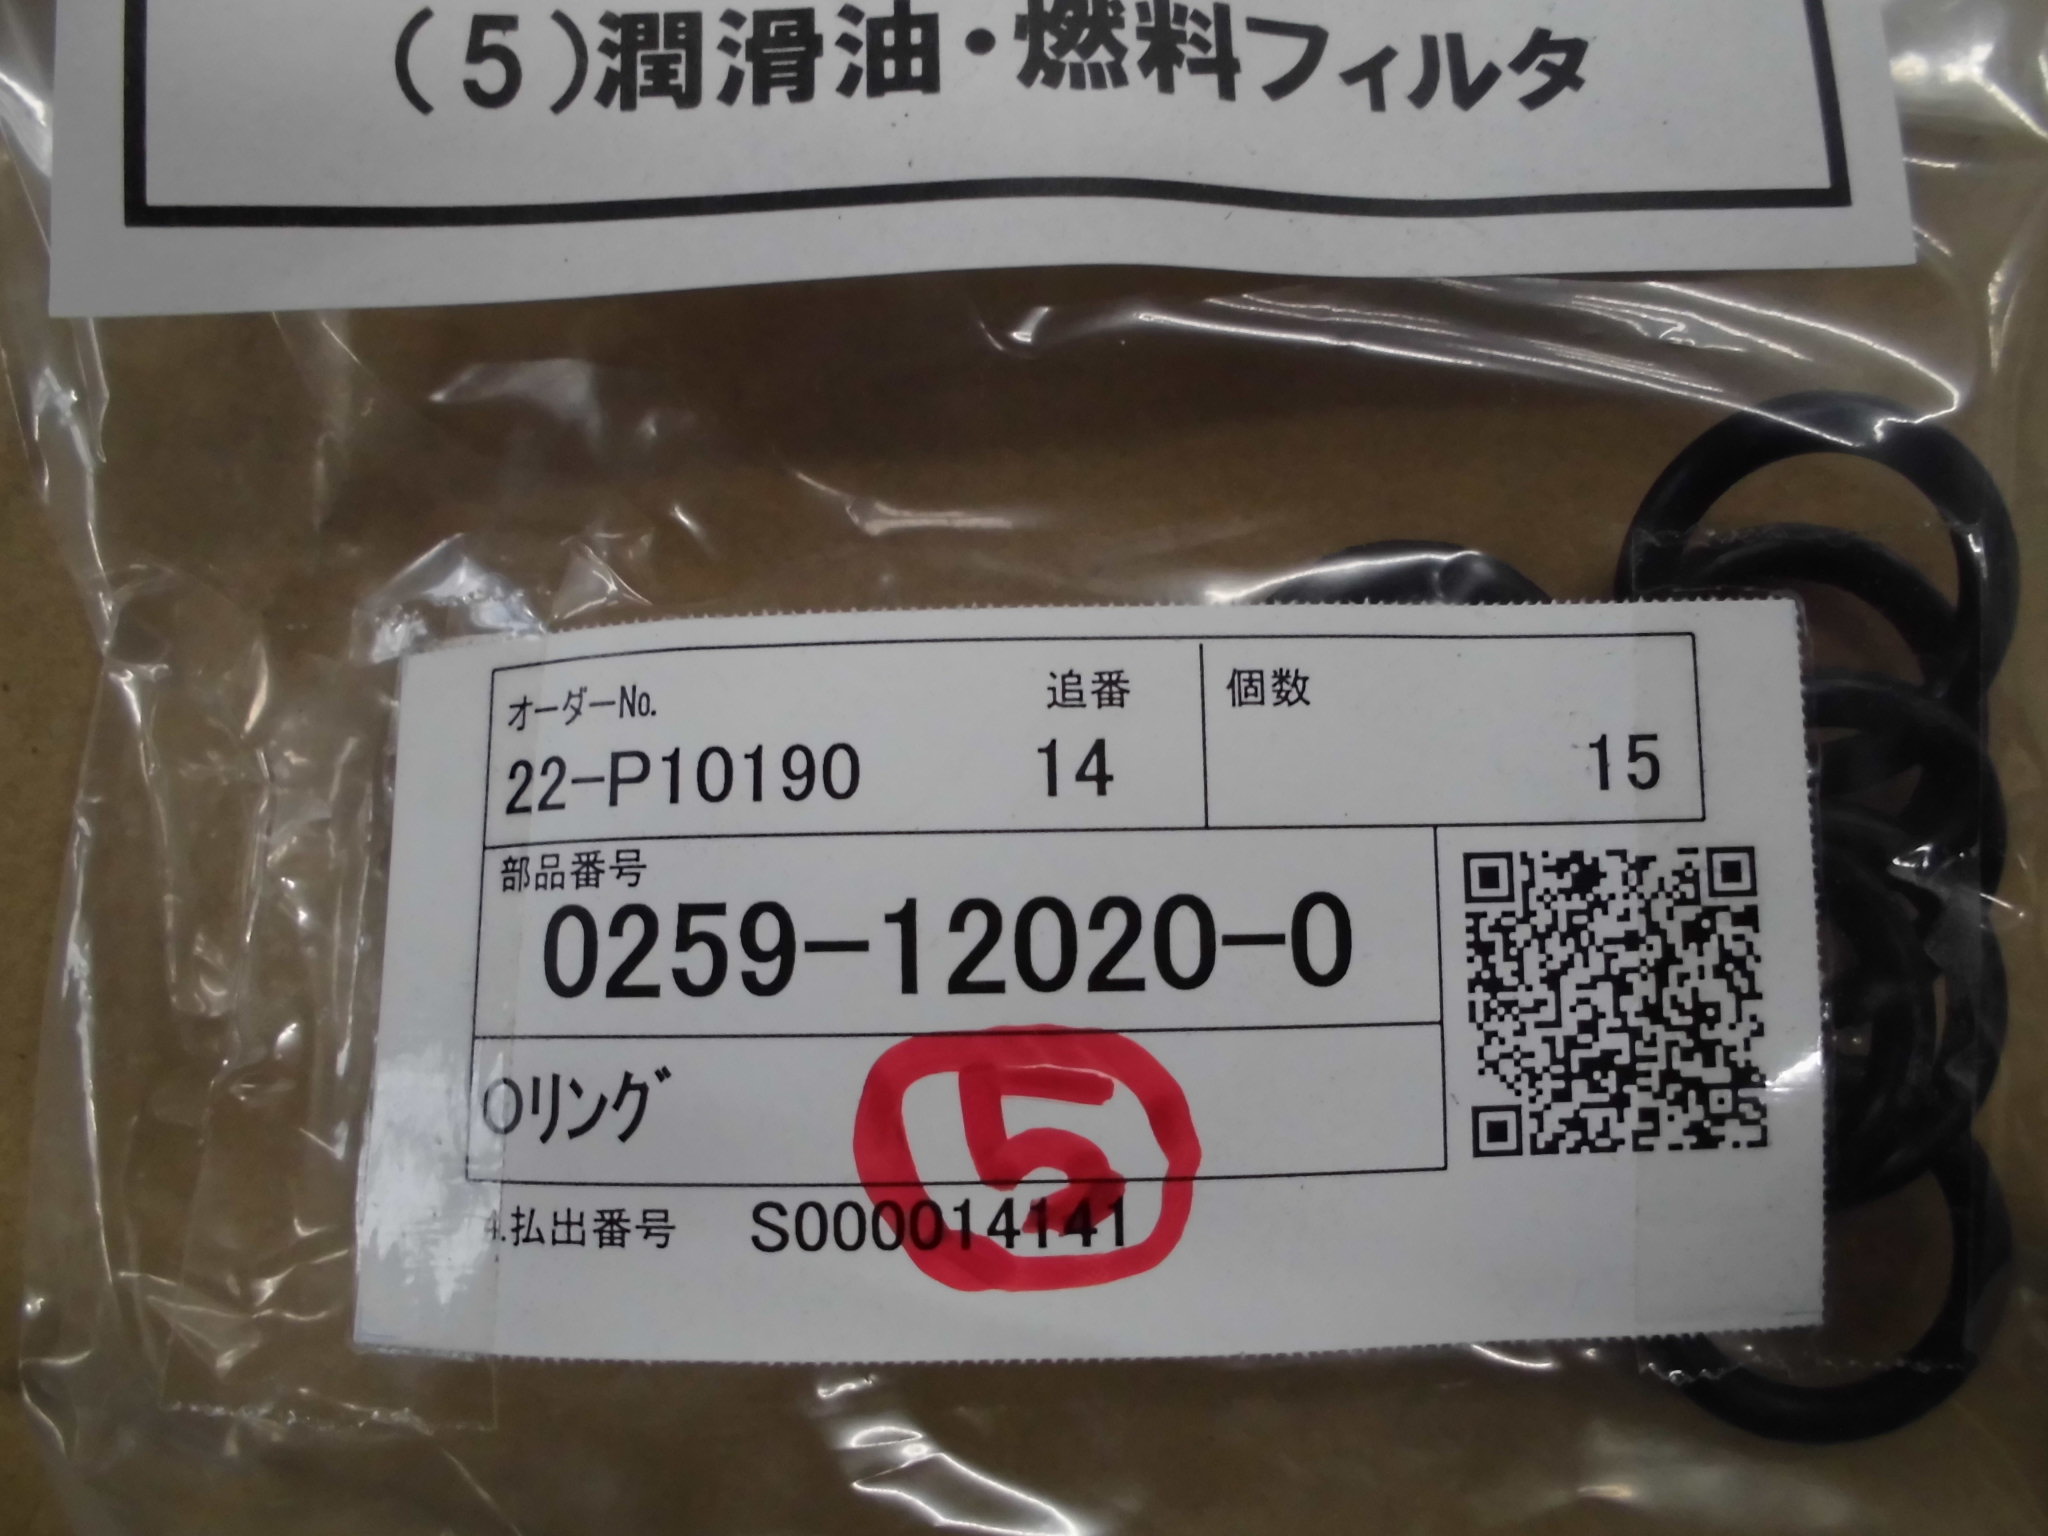 (5)潤滑油・燃料フィルタ
オーダーNo. 追番 個数
22-P10190 14 15
部品番号
0259-12020-0
Oリング
5
4.払出番号 S000014141